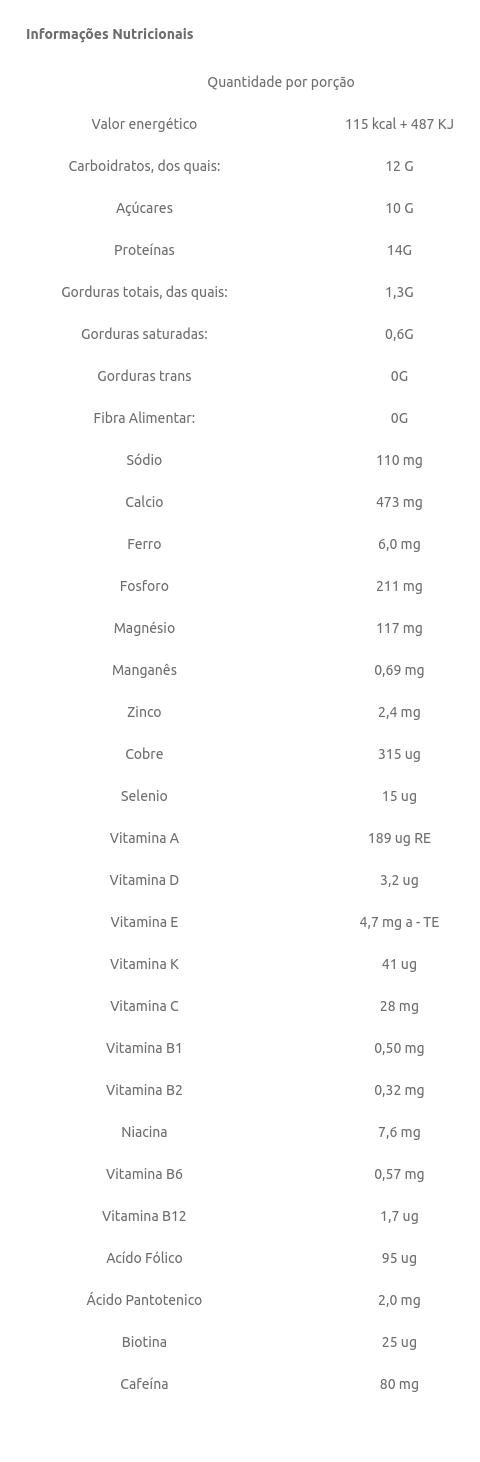 Informações Nutricionais
Quantidade por porção
Valor energético 115 kcal + 487 KJ
Carboidratos, dos quais: 12 G
Açúcares 10 G
Proteínas 14G
Gorduras totais, das quais: 1,3G
Gorduras saturadas: 0,6G
Gorduras trans 0G
Fibra Alimentar: 0G
Sódio 110 mg
Calcio 473 mg
Ferro 6,0 mg
Fosforo 211 mg
Magnésio 117 mg
Manganês 0,69 mg
Zinco 2,4 mg
Cobre 315 ug
Selenio 15 ug
Vitamina A 189 ug RE
Vitamina D 3,2 ug
Vitamina E 4,7 mg a - TE
Vitamina K 41 ug
Vitamina C 28 mg
Vitamina B1 0,50 mg
Vitamina B2 0,32 mg
Niacina 7,6 mg
Vitamina B6 0,57 mg
Vitamina B12 1,7 ug
Acído Fólico 95 ug
Ácido Pantotenico 2,0 mg
Biotina 25 ug
Cafeína 80 mg